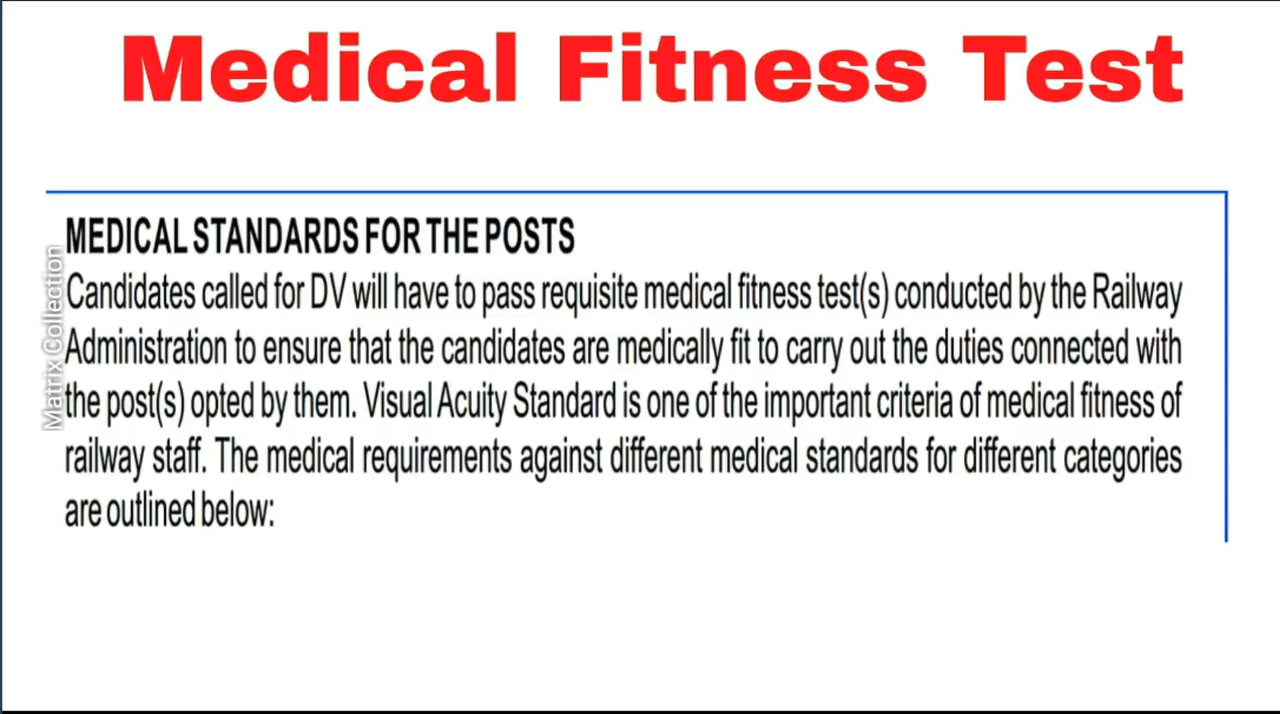 Medical Fitness Test
MEDICAL STANDARDS FOR THE POSTS
Candidates called for DV will have to pass requisite medical fitness test(s) conducted by the Railway
Administration to ensure that the candidates are medically fit to carry out the duties connected with
the post(s) opted by them. Visual Acuity Standard is one of the important criteria of medical fitness of
railway staff. The medical requirements against different medical standards for different categories
are outlined below:
Matrix Collection